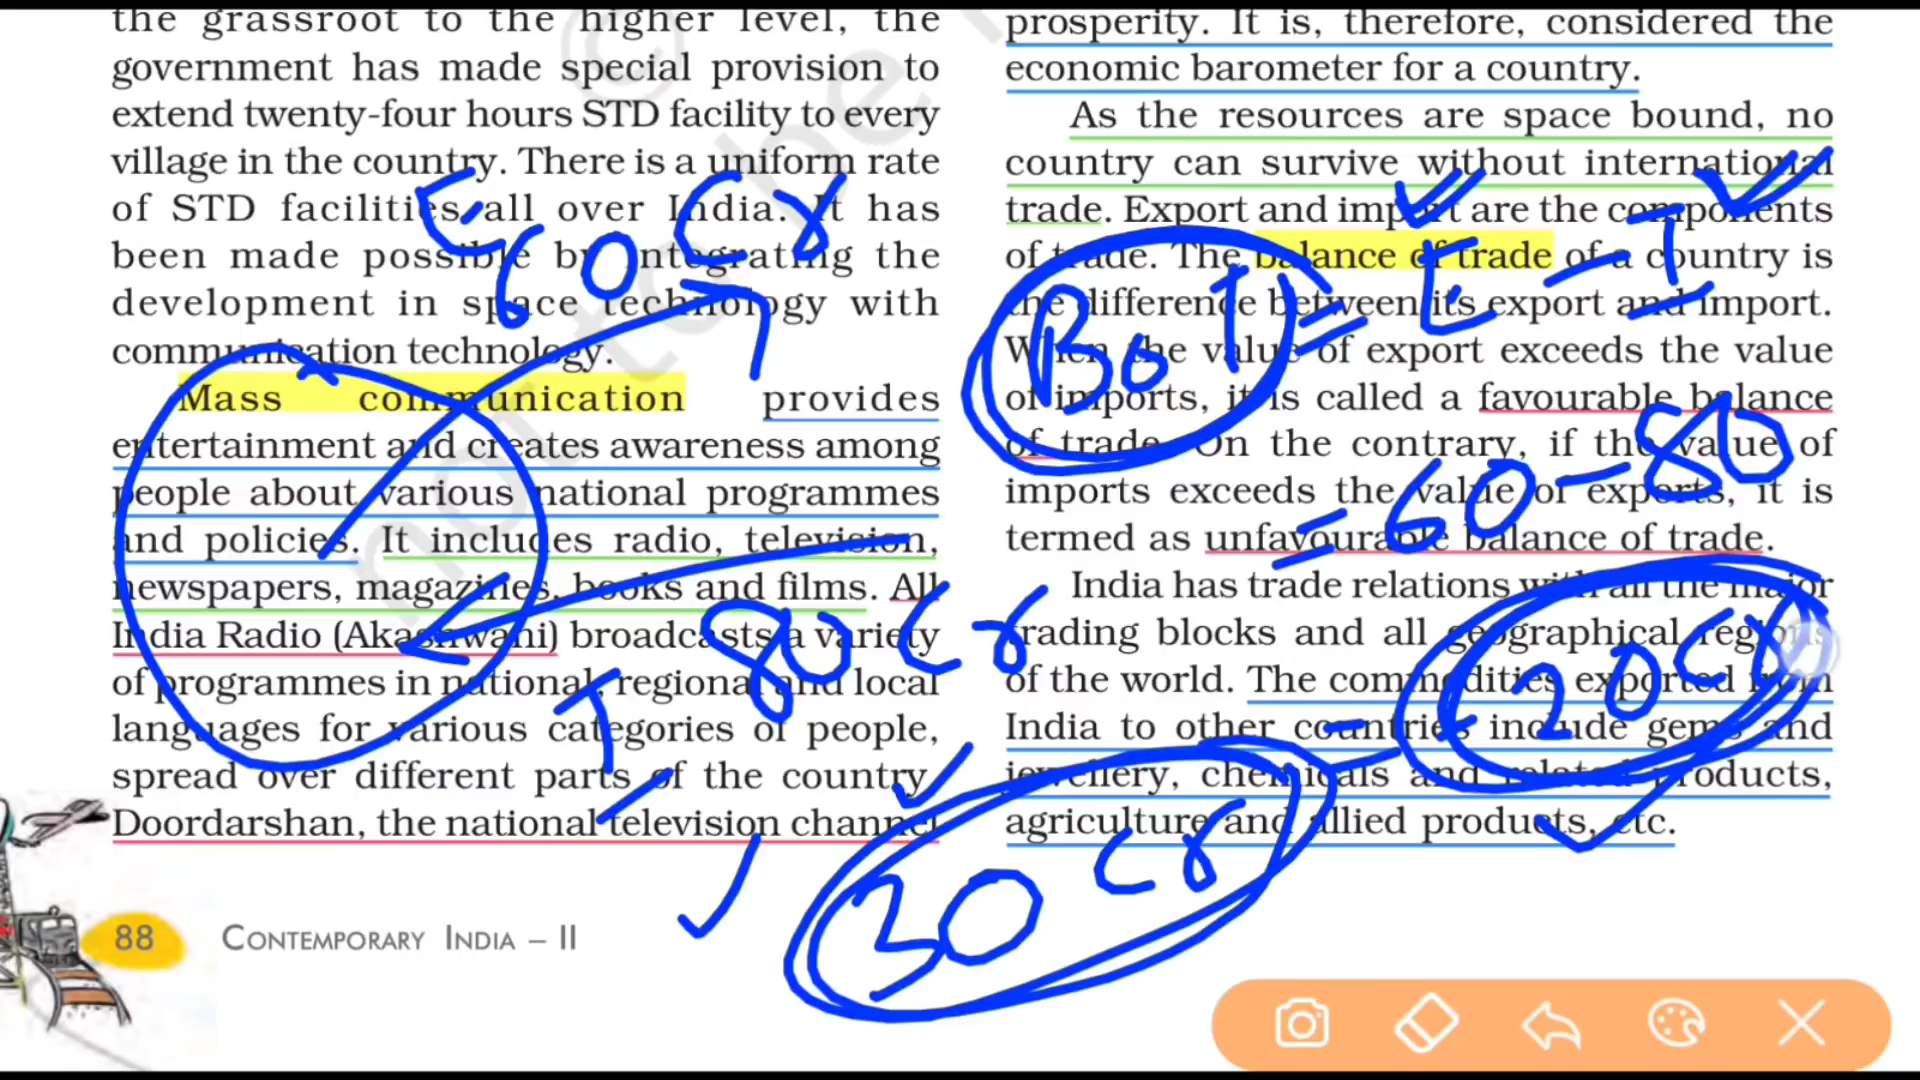 the grassroot to the higher level, the
government has made special provision to
extend twenty-four hours STD facility to every
village in the country. There is a uniform rate
of STD facilities all over India. It has
been made possible by integrating the
development in space technology with
communication technology.
Mass communication provides
entertainment and creates awareness among
people about various national programmes
and policies. It includes radio, television,
newspapers, magazines, books and films. All
India Radio (Akashwani) broadcasts a variety
of programmes in national, regional and local
languages for various categories of people,
spread over different parts of the country.
Doordarshan, the national television channel
88 CONTEMPORARY INDIA – II
prosperity. It is, therefore, considered the
economic barometer for a country.
As the resources are space bound, no
country can survive without international
trade. Export and import are the components
of trade. The balance of trade of a country is
the difference between its export and import.
When the value of export exceeds the value
of imports, it is called a favourable balance
of trade. On the contrary, if the value of
imports exceeds the value of exports, it is
termed as unfavourable balance of trade.
India has trade relations with all the major
trading blocks and all geographical regions
of the world. The commodities exported from
India to other countries include gems and
jewellery, chemicals and related products,
agriculture and allied products, etc.
E 60 Cr
I - 80 Cr
BoT = E - I
= 60 - 80
- 20 Cr
30 Cr
not to be
©